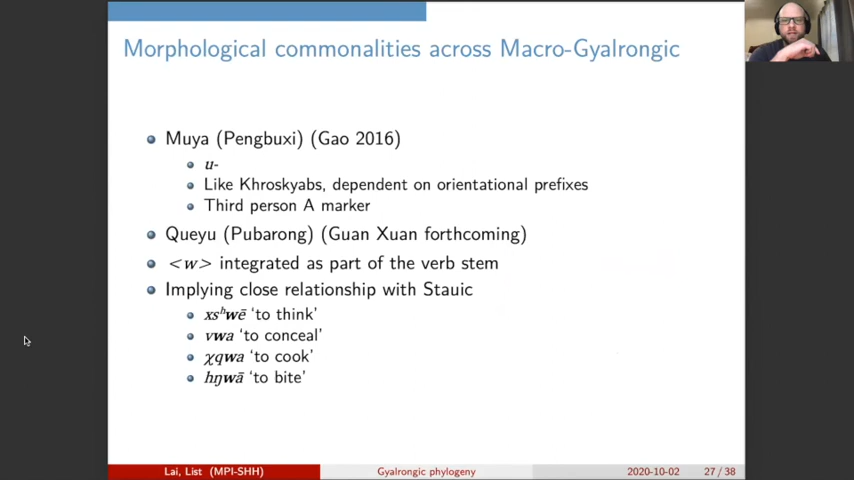 Morphological commonalities across Macro-Gyalrongic
Muya (Pengbuxi) (Gao 2016)
u-
Like Khroskyabs, dependent on orientational prefixes
Third person A marker
Queyu (Pubarong) (Guan Xuan forthcoming)
<w> integrated as part of the verb stem
Implying close relationship with Stauic
xsʰwē ‘to think’
vwa ‘to conceal’
χqwa ‘to cook’
hŋwā ‘to bite’
Lai, List (MPI-SHH) Gyalrongic phylogeny 2020-10-02 27 / 38